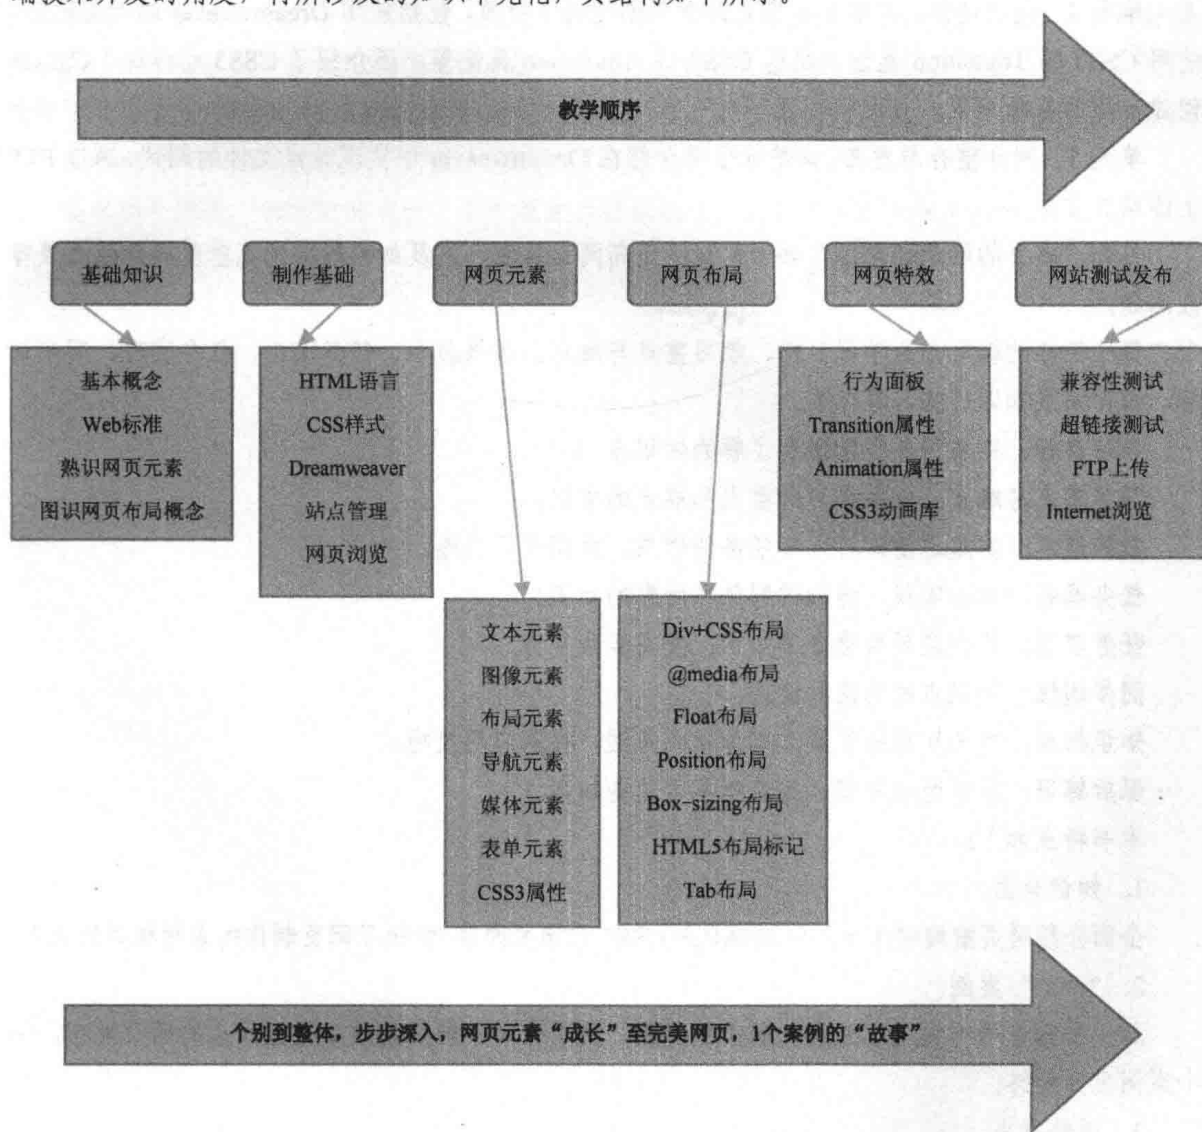 教学顺序
基础知识
制作基础
网页元素
网页布局
网页特效
网站测试发布
基本概念
Web标准
熟识网页元素
图识网页布局概念
HTML语言
CSS样式
Dreamweaver
站点管理
网页浏览
文本元素
图像元素
布局元素
导航元素
媒体元素
表单元素
CSS3属性
Div+CSS布局
@media布局
Float布局
Position布局
Box-sizing布局
HTML5布局标记
Tab布局
行为面板
Transition属性
Animation属性
CSS3动画库
兼容性测试
超链接测试
FTP上传
Internet浏览
个别到整体，步步深入，网页元素“成长”至完美网页，1个案例的“故事”